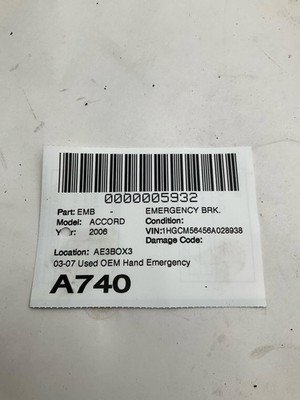 0000005932
Part: EMB - EMERGENCY BRK.
Model: ACCORD Condition:
Year: 2006 VIN:1HGCM56456A028938
Damage Code:
Location: AE3BOX3
03-07 Used OEM Hand Emergency
A740